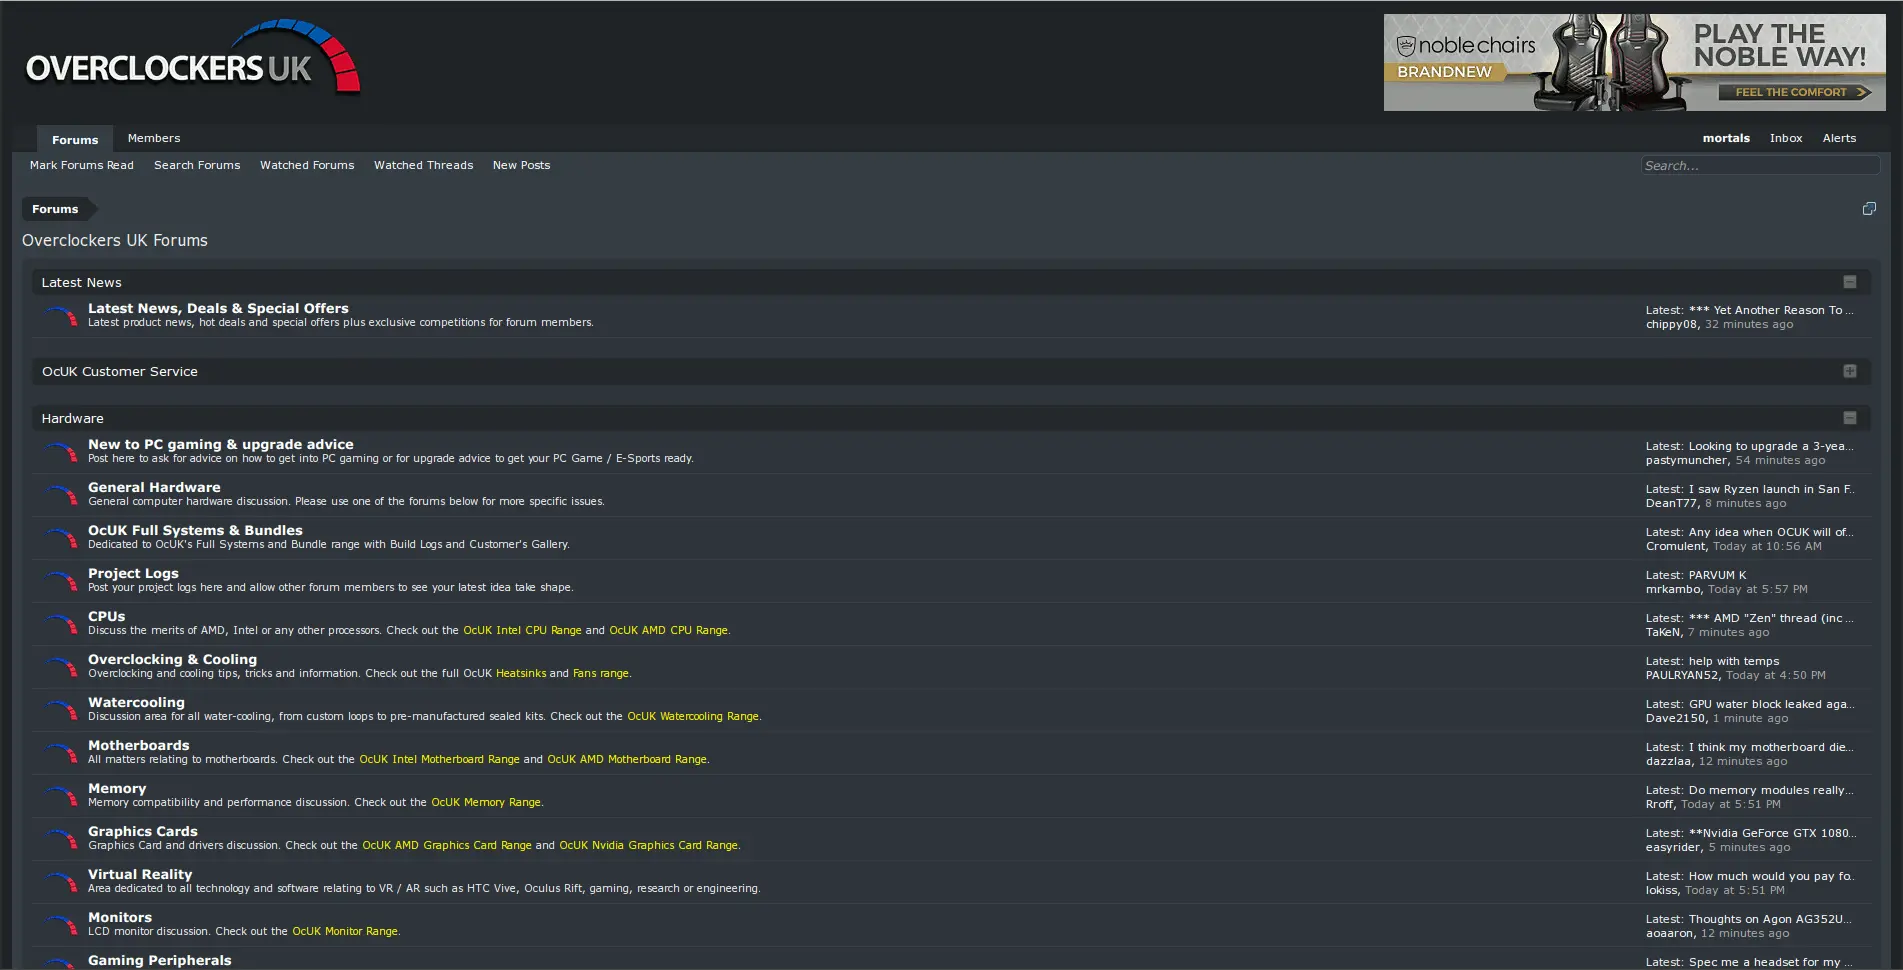 OVERCLOCKERS UK
noblechairs
BRANDNEW
PLAY THE
NOBLE WAY!
FEEL THE COMFORT
Forums
Members
mortals
Inbox
Alerts
Mark Forums Read
Search Forums
Watched Forums
Watched Threads
New Posts
Search...
Forums
Overclockers UK Forums
Latest News
Latest News, Deals & Special Offers
Latest product news, hot deals and special offers plus exclusive competitions for forum members.
Latest: *** Yet Another Reason To ...
chippy08, 32 minutes ago
OcUK Customer Service
Hardware
New to PC gaming & upgrade advice
Post here to ask for advice on how to get into PC gaming or for upgrade advice to get your PC Game / E-Sports ready.
Latest: Looking to upgrade a 3-yea...
pastymuncher, 54 minutes ago
General Hardware
General computer hardware discussion. Please use one of the forums below for more specific issues.
Latest: I saw Ryzen launch in San F..
DeanT77, 8 minutes ago
OcUK Full Systems & Bundles
Dedicated to OcUK's Full Systems and Bundle range with Build Logs and Customer's Gallery.
Latest: Any idea when OCUK will of...
Cromulent, Today at 10:56 AM
Project Logs
Post your project logs here and allow other forum members to see your latest idea take shape.
Latest: PARVUM K
mrkambo, Today at 5:57 PM
CPUs
Discuss the merits of AMD, Intel or any other processors. Check out the OcUK Intel CPU Range and OcUK AMD CPU Range.
Latest: *** AMD "Zen" thread (inc ...
TaKeN, 7 minutes ago
Overclocking & Cooling
Overclocking and cooling tips, tricks and information. Check out the full OcUK Heatsinks and Fans range.
Latest: help with temps
PAULRYAN52, Today at 4:50 PM
Watercooling
Discussion area for all water-cooling, from custom loops to pre-manufactured sealed kits. Check out the OcUK Watercooling Range.
Latest: GPU water block leaked aga...
Dave2150, 1 minute ago
Motherboards
All matters relating to motherboards. Check out the OcUK Intel Motherboard Range and OcUK AMD Motherboard Range.
Latest: I think my motherboard die...
dazzlaa, 12 minutes ago
Memory
Memory compatibility and performance discussion. Check out the OcUK Memory Range.
Latest: Do memory modules really...
Rroff, Today at 5:51 PM
Graphics Cards
Graphics Card and drivers discussion. Check out the OcUK AMD Graphics Card Range and OcUK Nvidia Graphics Card Range.
Latest: **Nvidia GeForce GTX 1080...
easyrider, 5 minutes ago
Virtual Reality
Area dedicated to all technology and software relating to VR / AR such as HTC Vive, Oculus Rift, gaming, research or engineering.
Latest: How much would you pay fo..
lokiss, Today at 5:51 PM
Monitors
LCD monitor discussion. Check out the OcUK Monitor Range.
Latest: Thoughts on Agon AG352U...
aoaaron, 12 minutes ago
Gaming Peripherals
Latest: Spec me a headset for my ...